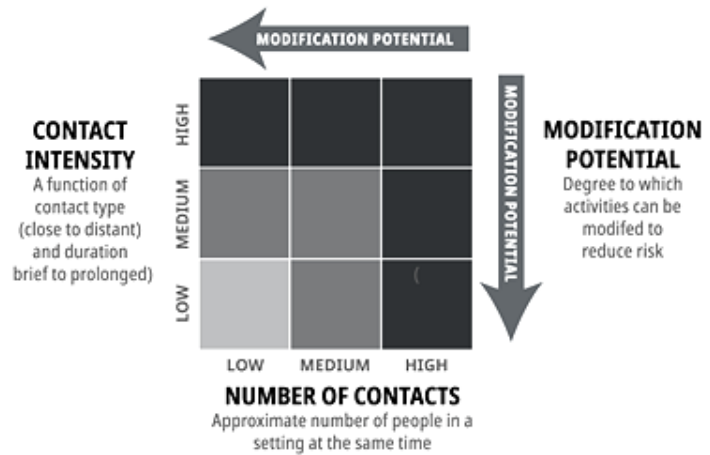 MODIFICATION POTENTIAL
CONTACT
INTENSITY
A function of
contact type
(close to distant)
and duration
brief to prolonged)
HIGH
MEDIUM
LOW
(
MODIFICATION POTENTIAL
MODIFICATION
POTENTIAL
Degree to which
activities can be
modifed to
reduce risk
LOW MEDIUM HIGH
NUMBER OF CONTACTS
Approximate number of people in a
setting at the same time